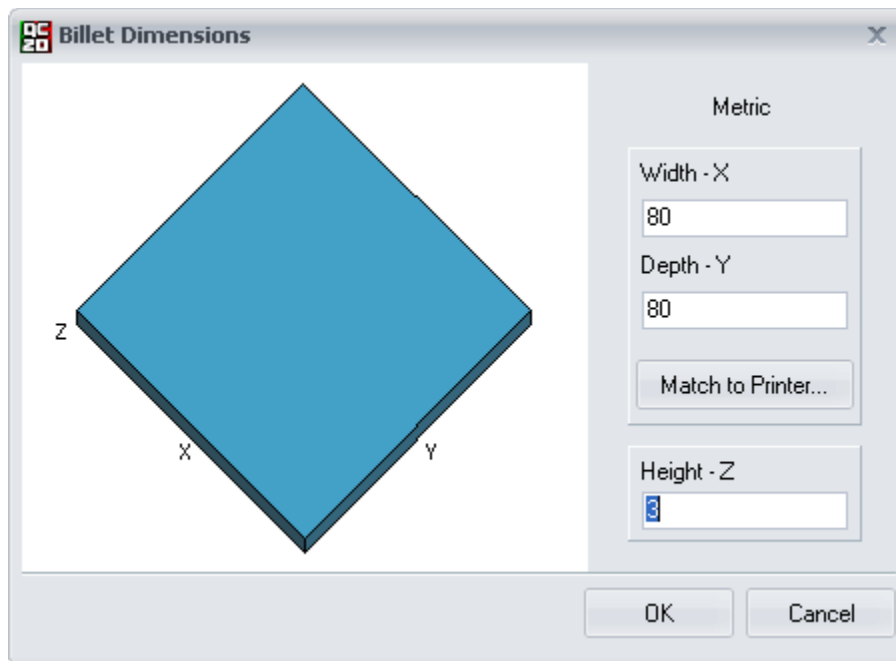 Billet Dimensions
Z
X
Y
Metric
Width - X
80
Depth - Y
80
Match to Printer...
Height - Z
3
OK
Cancel